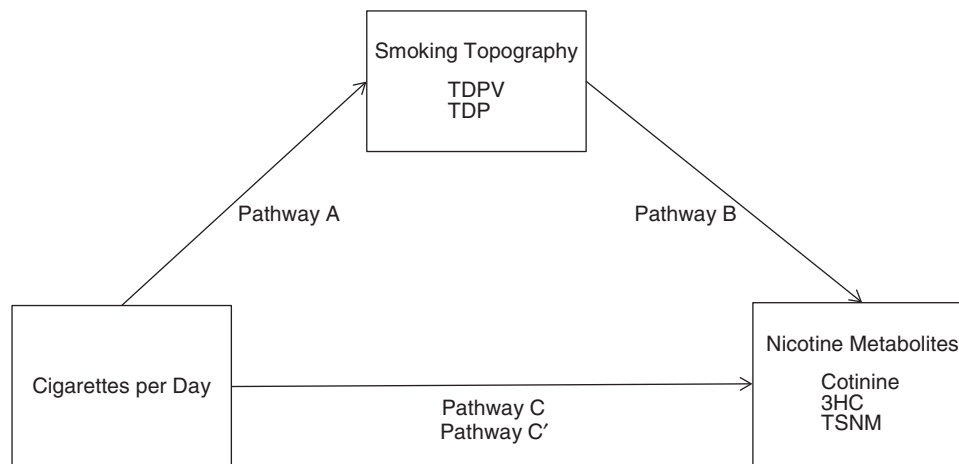 Smoking Topography
TDPV
TDP
Pathway A
Pathway B
Cigarettes per Day
Pathway C
Pathway C′
Nicotine Metabolites
Cotinine
3HC
TSNM